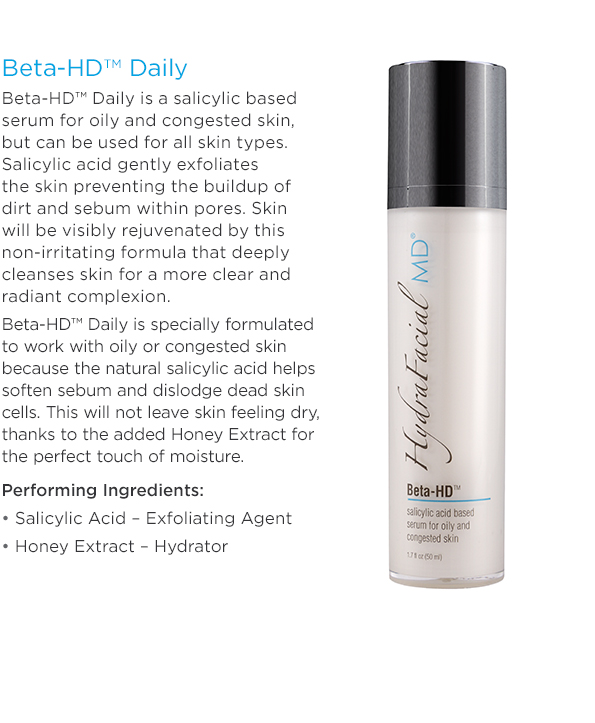 Beta-HD™ Daily
Beta-HD™ Daily is a salicylic based
serum for oily and congested skin,
but can be used for all skin types.
Salicylic acid gently exfoliates
the skin preventing the buildup of
dirt and sebum within pores. Skin
will be visibly rejuvenated by this
non-irritating formula that deeply
cleanses skin for a more clear and
radiant complexion.
Beta-HD™ Daily is specially formulated
to work with oily or congested skin
because the natural salicylic acid helps
soften sebum and dislodge dead skin
cells. This will not leave skin feeling dry,
thanks to the added Honey Extract for
the perfect touch of moisture.
Performing Ingredients:
• Salicylic Acid – Exfoliating Agent
• Honey Extract – Hydrator
HydraFacial MD®
Beta-HD™
salicylic acid based
serum for oily and
congested skin
1.7 fl oz (50 ml)